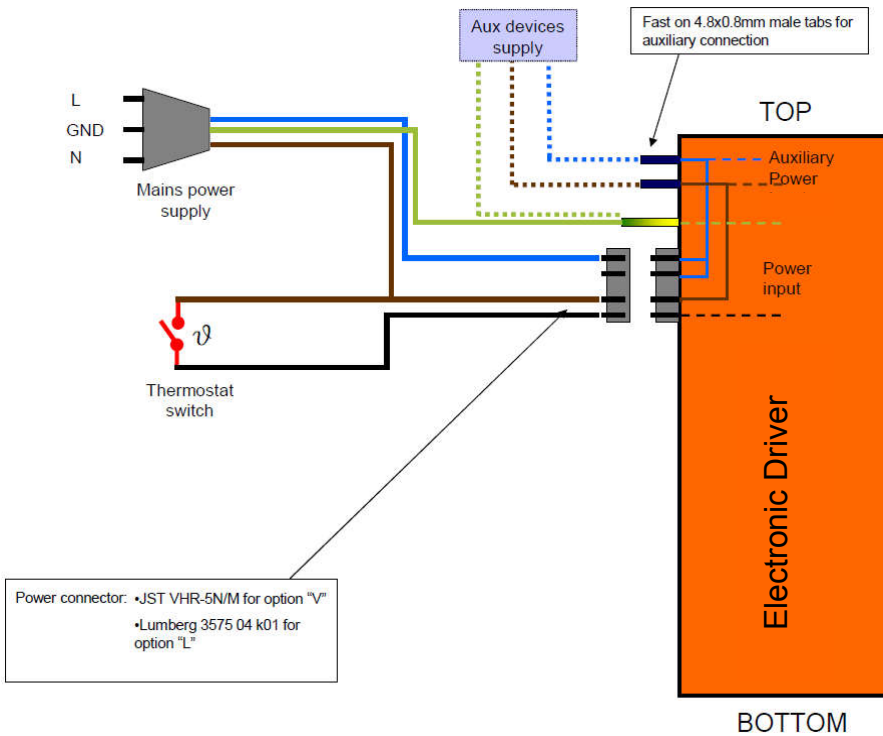 Aux devices
supply
Fast on 4.8x0.8mm male tabs for
auxiliary connection
L
GND
N
Mains power
supply
TOP
Auxiliary
Power
Power
input
ϑ
Thermostat
switch
Electronic Driver
Power connector: •JST VHR-5N/M for option “V”
•Lumberg 3575 04 k01 for
option “L”
BOTTOM